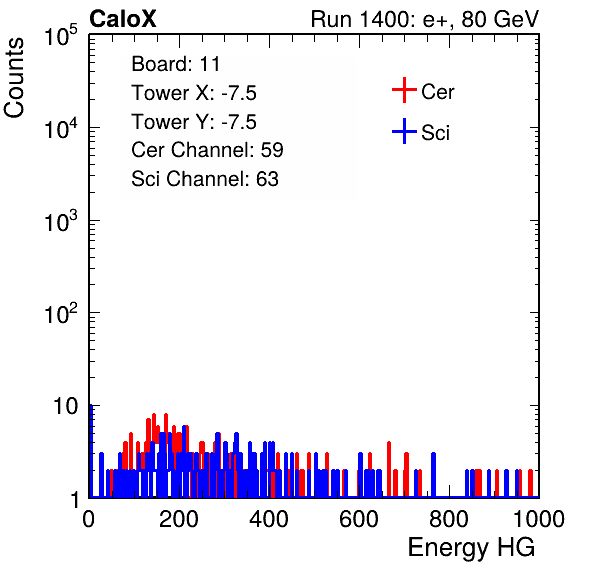 CaloX Run 1400: e+, 80 GeV
Counts
Board: 11
Tower X: -7.5
Tower Y: -7.5
Cer Channel: 59
Sci Channel: 63
Cer
Sci
10^5
10^4
10^3
10^2
10
1
0 200 400 600 800 1000
Energy HG